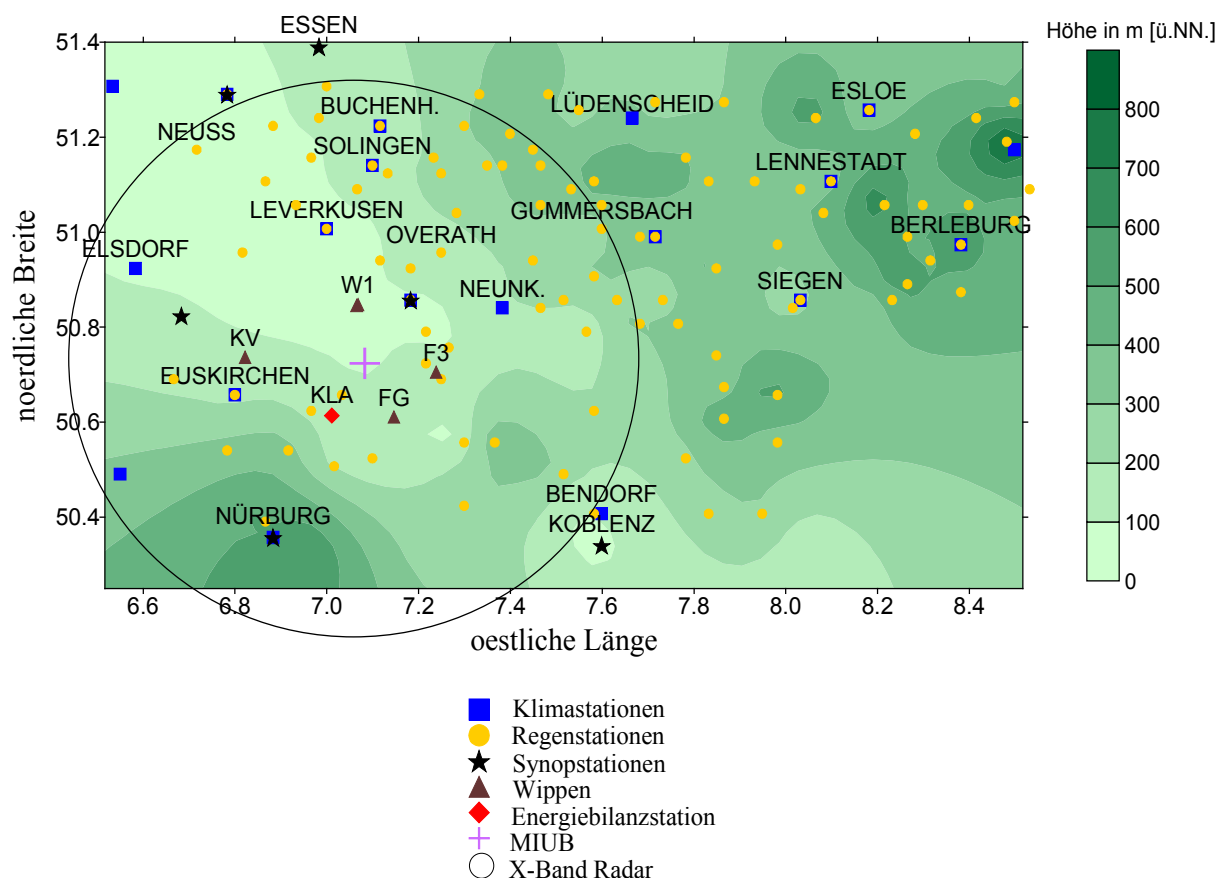 ESSEN
Höhe in m [ü.NN.]
51.4
BUCHENH.
LÜDENSCHEID
ESLOE
800
NEUSS
51.2
SOLINGEN
LENNESTADT
700
600
LEVERKUSEN
OVERATH
GUMMERSBACH
BERLEBURG
51.0
ELSDORF
500
W1
NEUNK.
SIEGEN
400
50.8
KV
F3
EUSKIRCHEN
KLA
FG
300
50.6
200
BENDORF
NÜRBURG
KOBLENZ
50.4
100
0
6.6 6.8 7.0 7.2 7.4 7.6 7.8 8.0 8.2 8.4
noerdliche Breite
oestliche Länge
Klimastationen
Regenstationen
Synopstationen
Wippen
Energiebilanzstation
MIUB
X-Band Radar